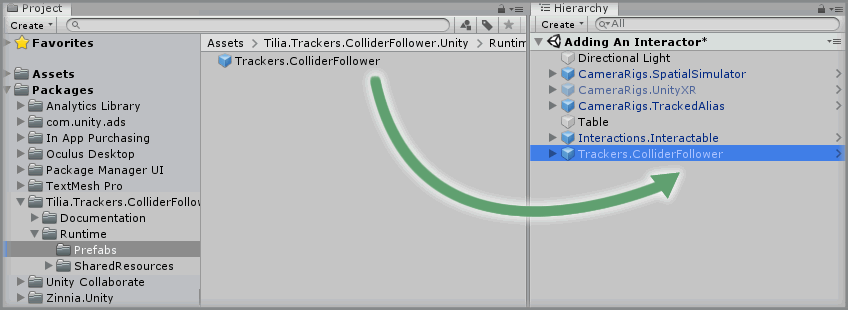 Project
Create
Favorites
Assets
Packages
Analytics Library
com.unity.ads
In App Purchasing
Oculus Desktop
Package Manager UI
TextMesh Pro
Tilia.Trackers.ColliderFollow
Documentation
Runtime
Prefabs
SharedResources
Unity Collaborate
Zinnia.Unity
Assets > Tilia.Trackers.ColliderFollower.Unity > Runtim
Trackers.ColliderFollower
Hierarchy
Create All
Adding An Interactor*
Directional Light
CameraRigs.SpatialSimulator
CameraRigs.UnityXR
CameraRigs.TrackedAlias
Table
Interactions.Interactable
Trackers.ColliderFollower